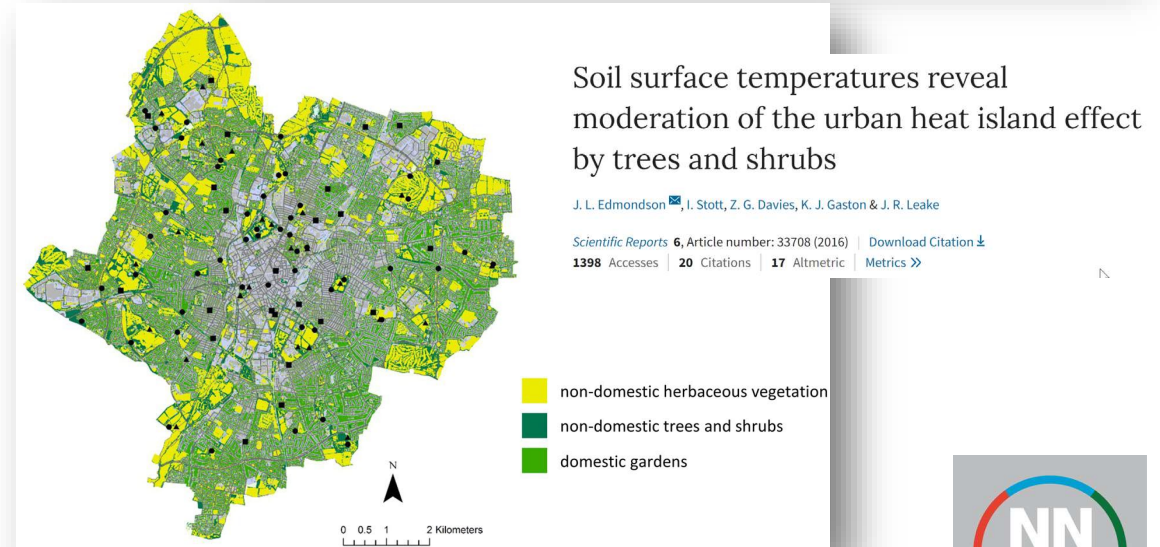 Soil surface temperatures reveal
moderation of the urban heat island effect
by trees and shrubs
J. L. Edmondson, I. Stott, Z. G. Davies, K. J. Gaston & J. R. Leake
Scientific Reports 6, Article number: 33708 (2016) | Download Citation
1398 Accesses | 20 Citations | 17 Altmetric | Metrics »
non-domestic herbaceous vegetation
non-domestic trees and shrubs
domestic gardens
N
0 0.5 1 2 Kilometers
NN